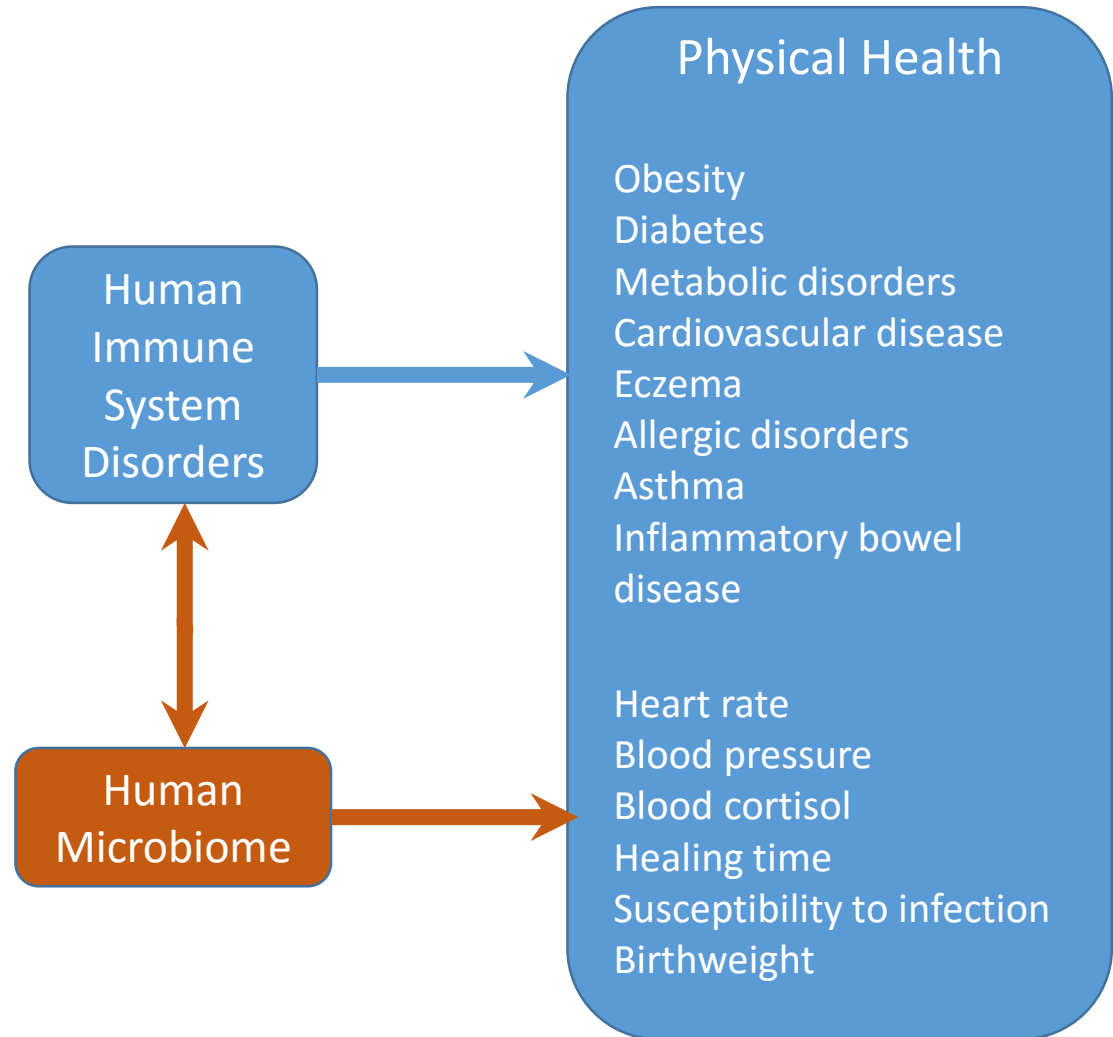 Physical Health
Obesity
Diabetes
Metabolic disorders
Cardiovascular disease
Eczema
Allergic disorders
Asthma
Inflammatory bowel
disease
Heart rate
Blood pressure
Blood cortisol
Healing time
Susceptibility to infection
Birthweight
Human
Immune
System
Disorders
Human
Microbiome